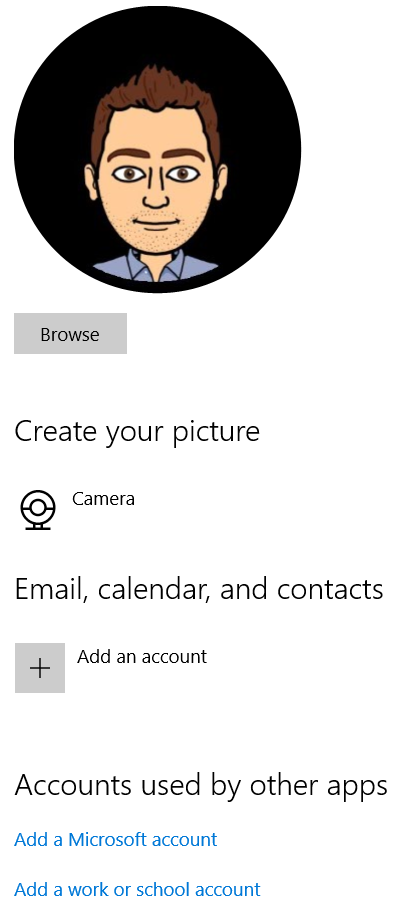 Browse
Create your picture
Camera
Email, calendar, and contacts
Add an account
Accounts used by other apps
Add a Microsoft account
Add a work or school account